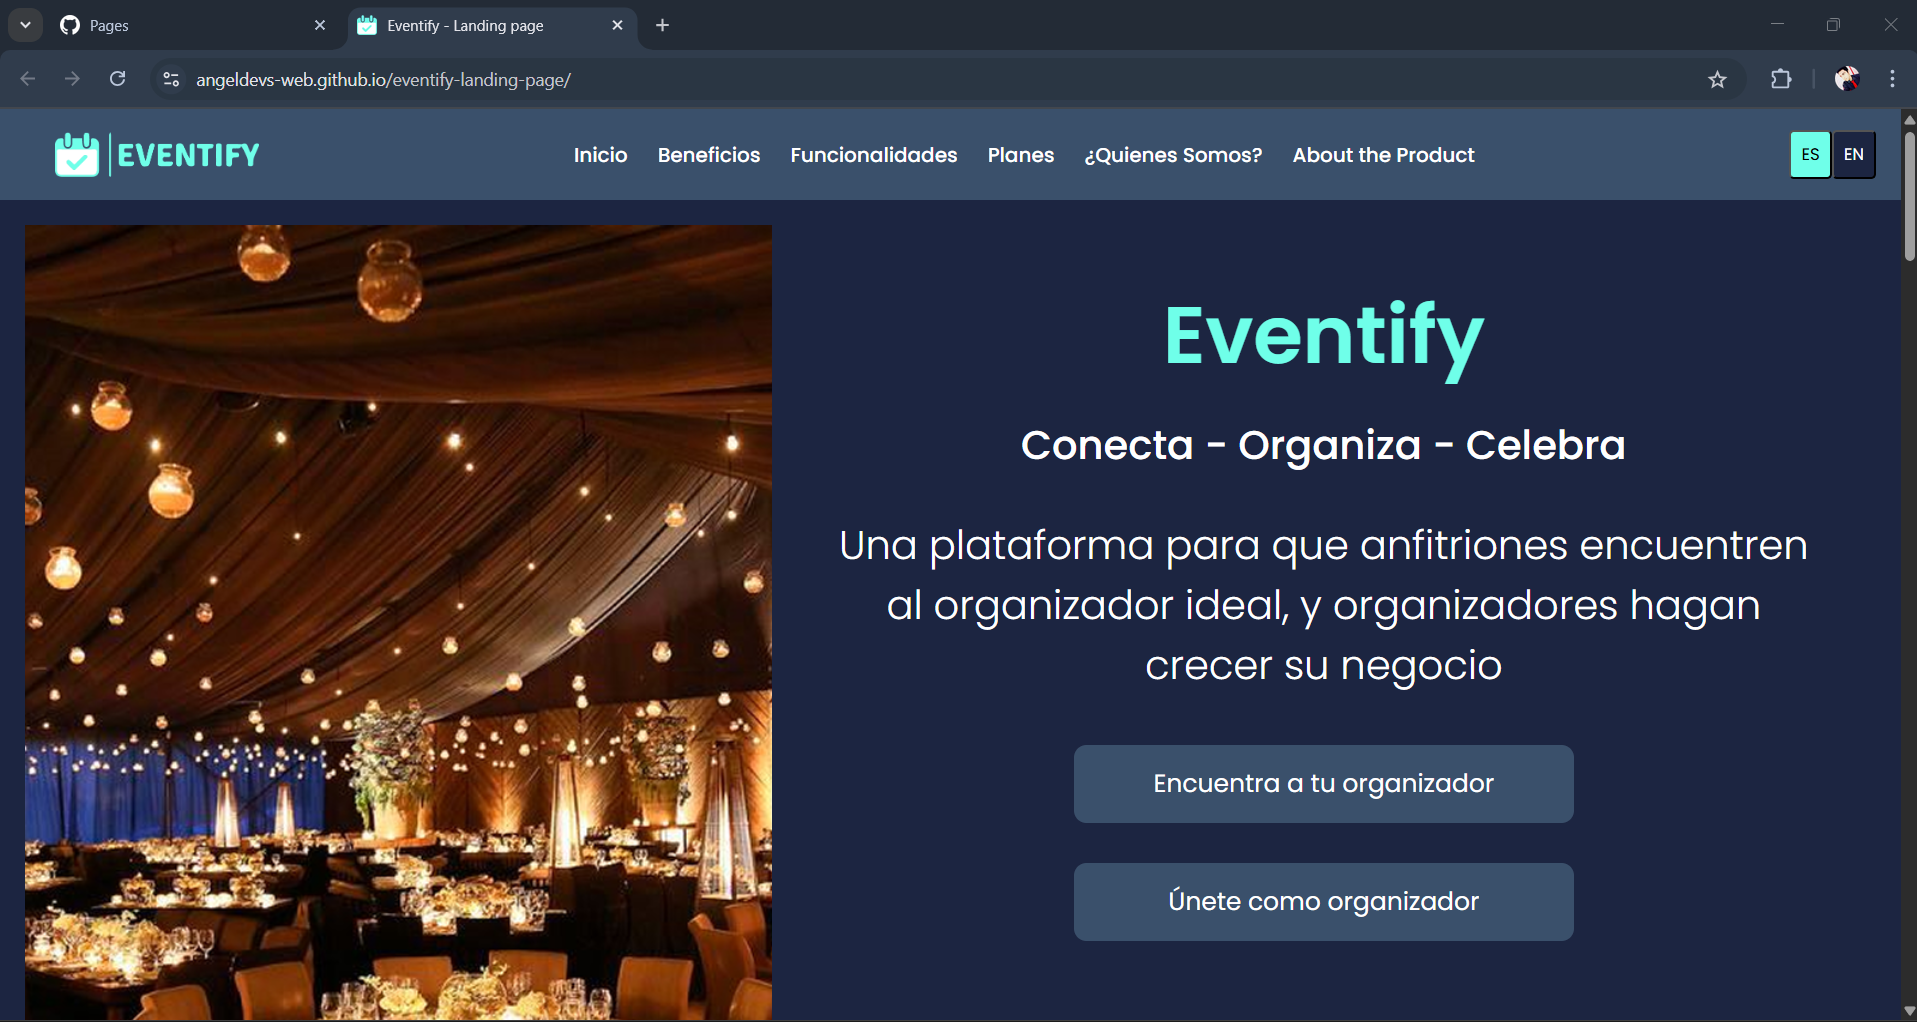 Pages
Eventify - Landing page
angeldevs-web.github.io/eventify-landing-page/
EVENTIFY
Inicio
Beneficios
Funcionalidades
Planes
¿Quienes Somos?
About the Product
ES
EN
Eventify
Conecta - Organiza - Celebra
Una plataforma para que anfitriones encuentren
al organizador ideal, y organizadores hagan
crecer su negocio
Encuentra a tu organizador
Únete como organizador